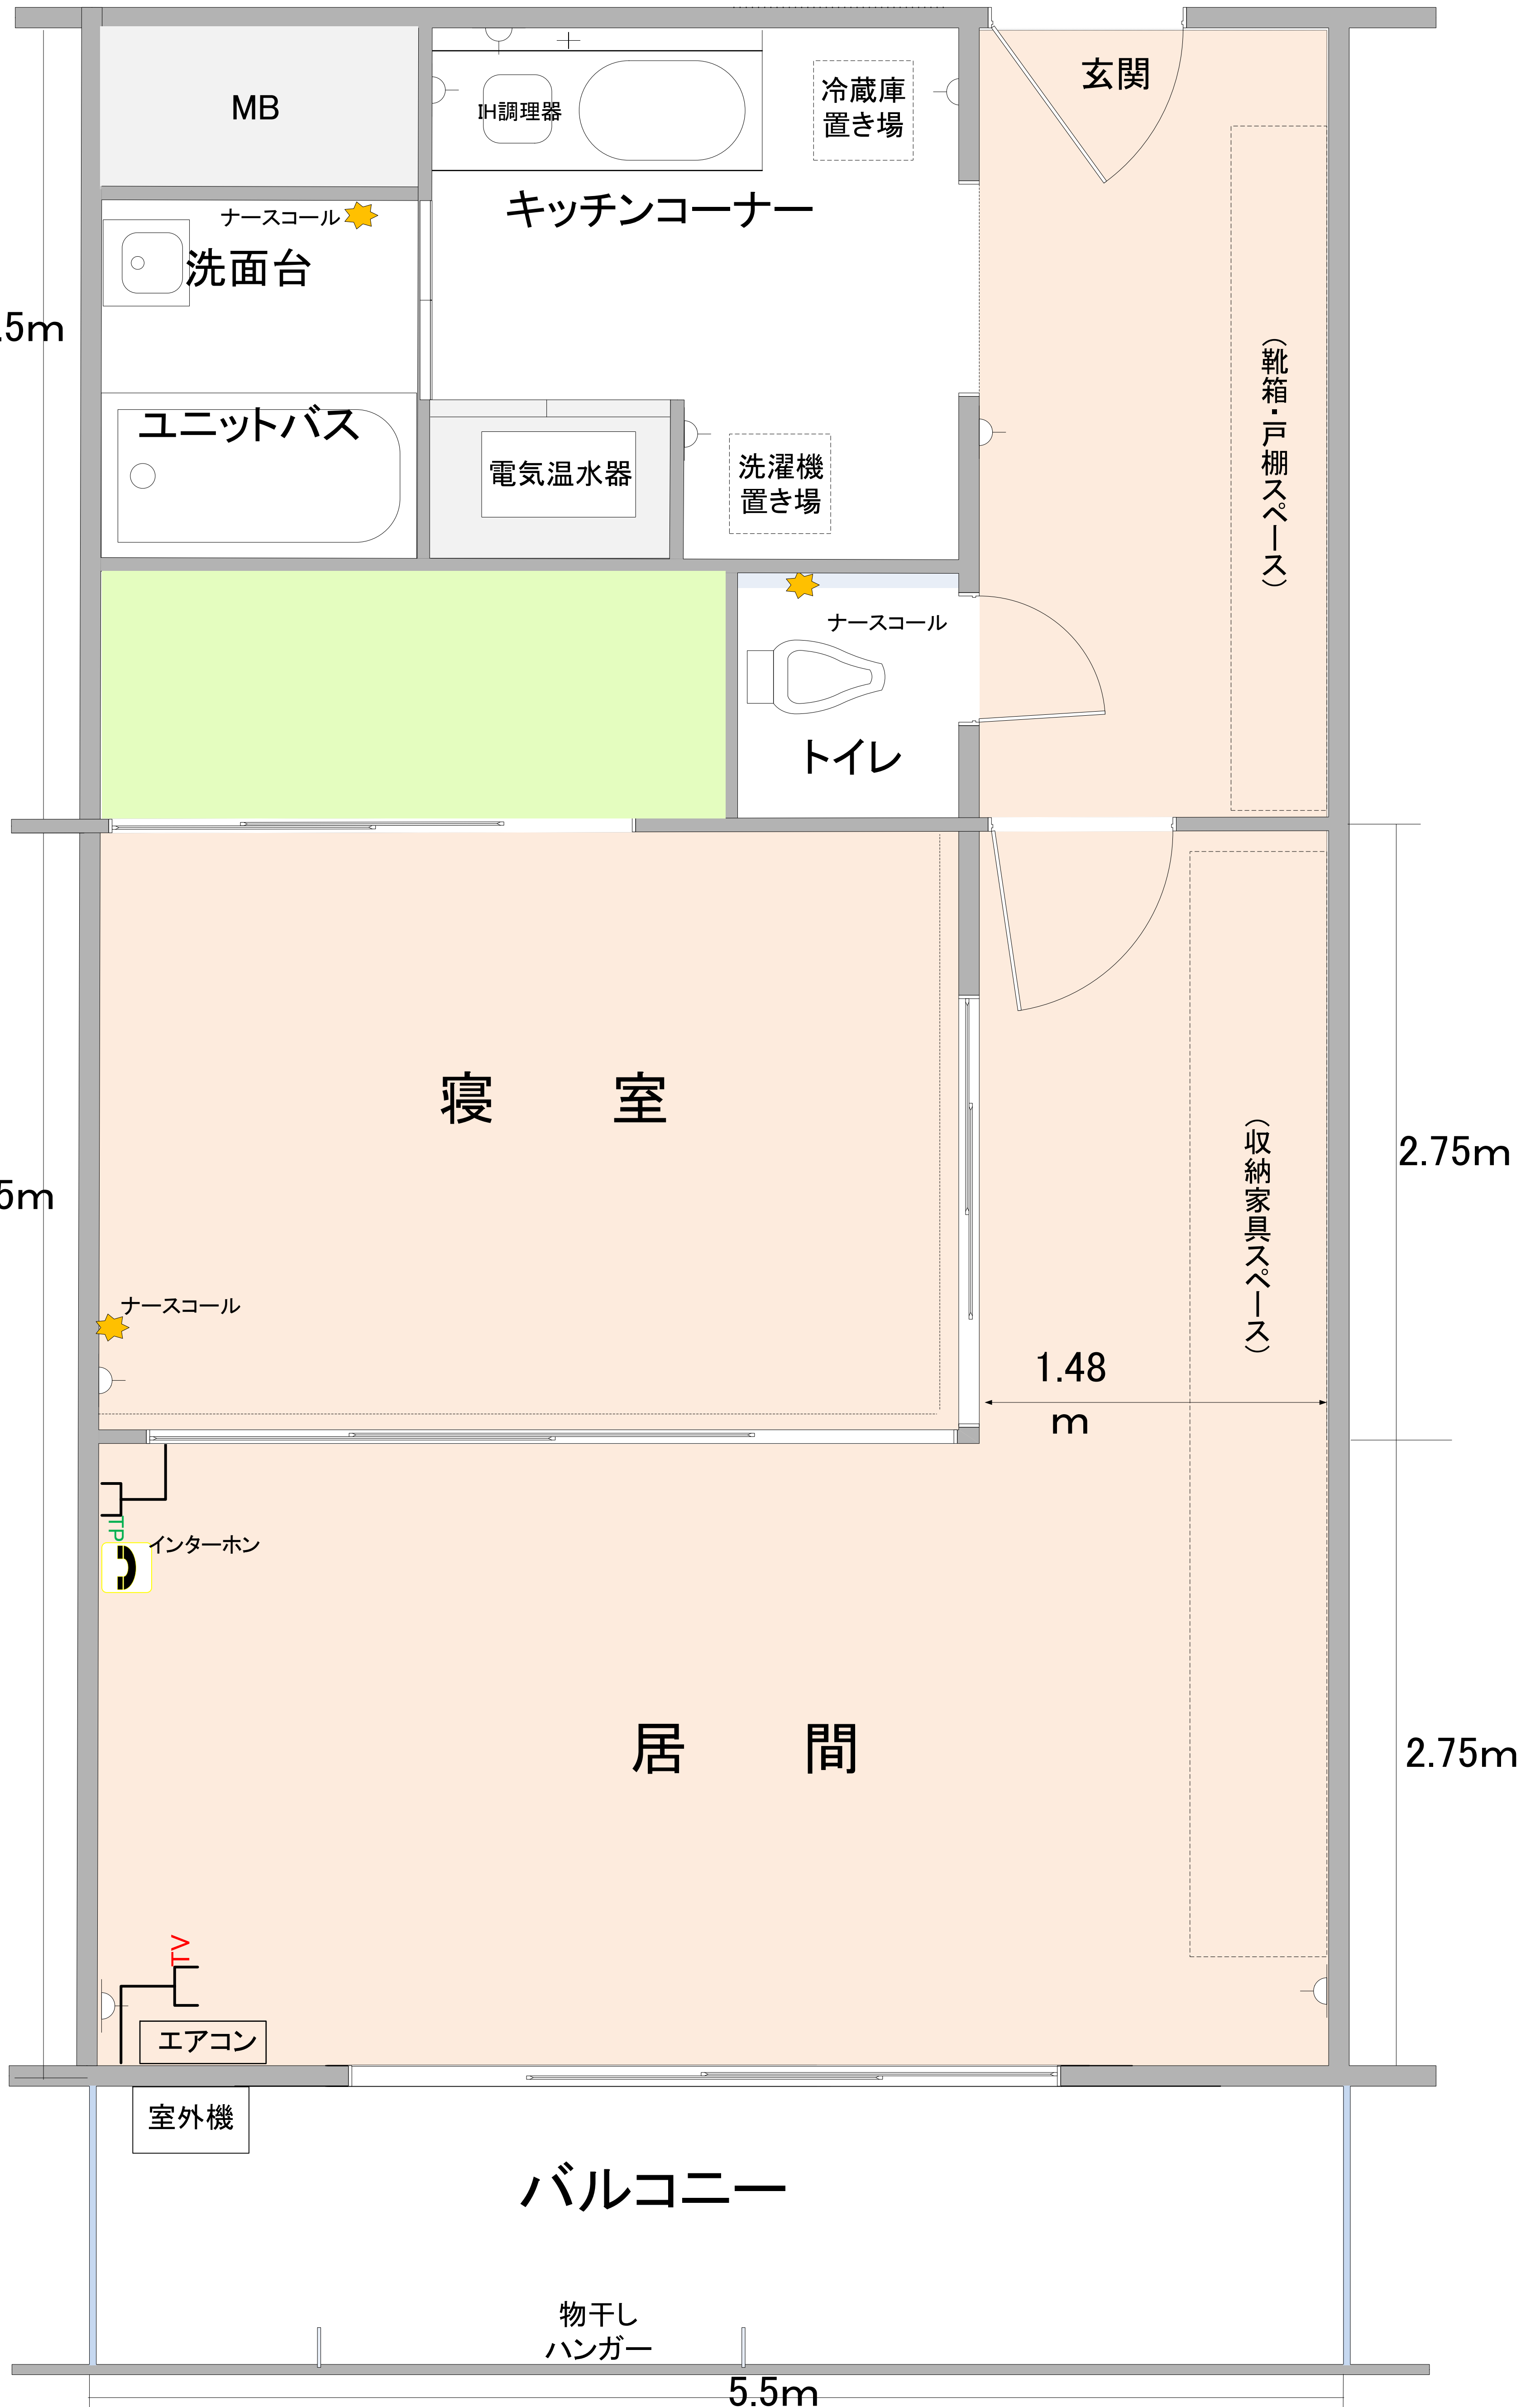 玄関
MB
IH調理器
冷蔵庫
置き場
キッチンコーナー
ナースコール
洗面台
.5m
(靴箱・戸棚スペース)
ユニットバス
電気温水器
洗濯機
置き場
ナースコール
トイレ
寝 室
2.75m
(収納家具スペース)
5m
ナースコール
1.48
m
TP
インターホン
居 間
2.75m
TV
エアコン
室外機
バルコニー
物干し
ハンガー
5.5m